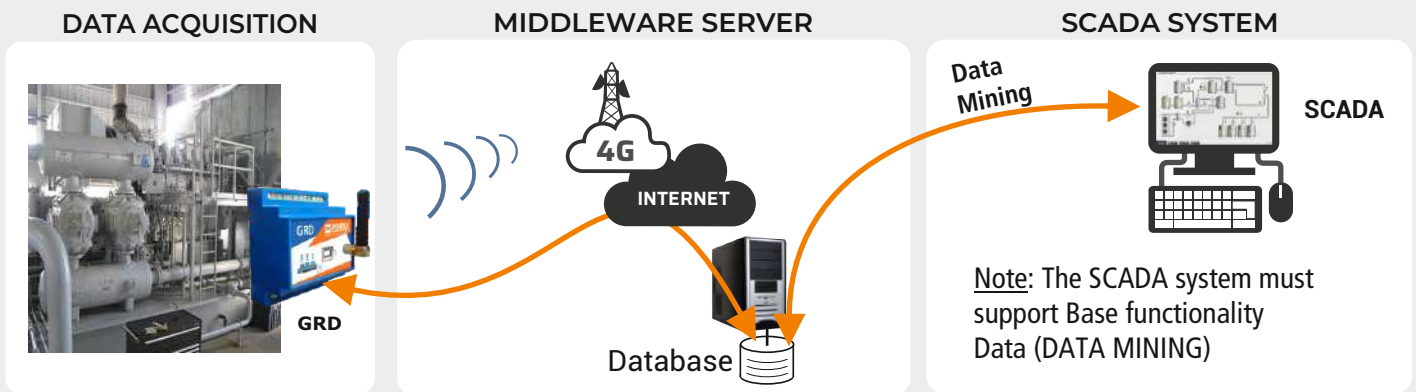 DATA ACQUISITION
MIDDLEWARE SERVER
SCADA SYSTEM
Data
Mining
SCADA
4G
INTERNET
GRD
GRD
Database
Note: The SCADA system must
support Base functionality
Data (DATA MINING)